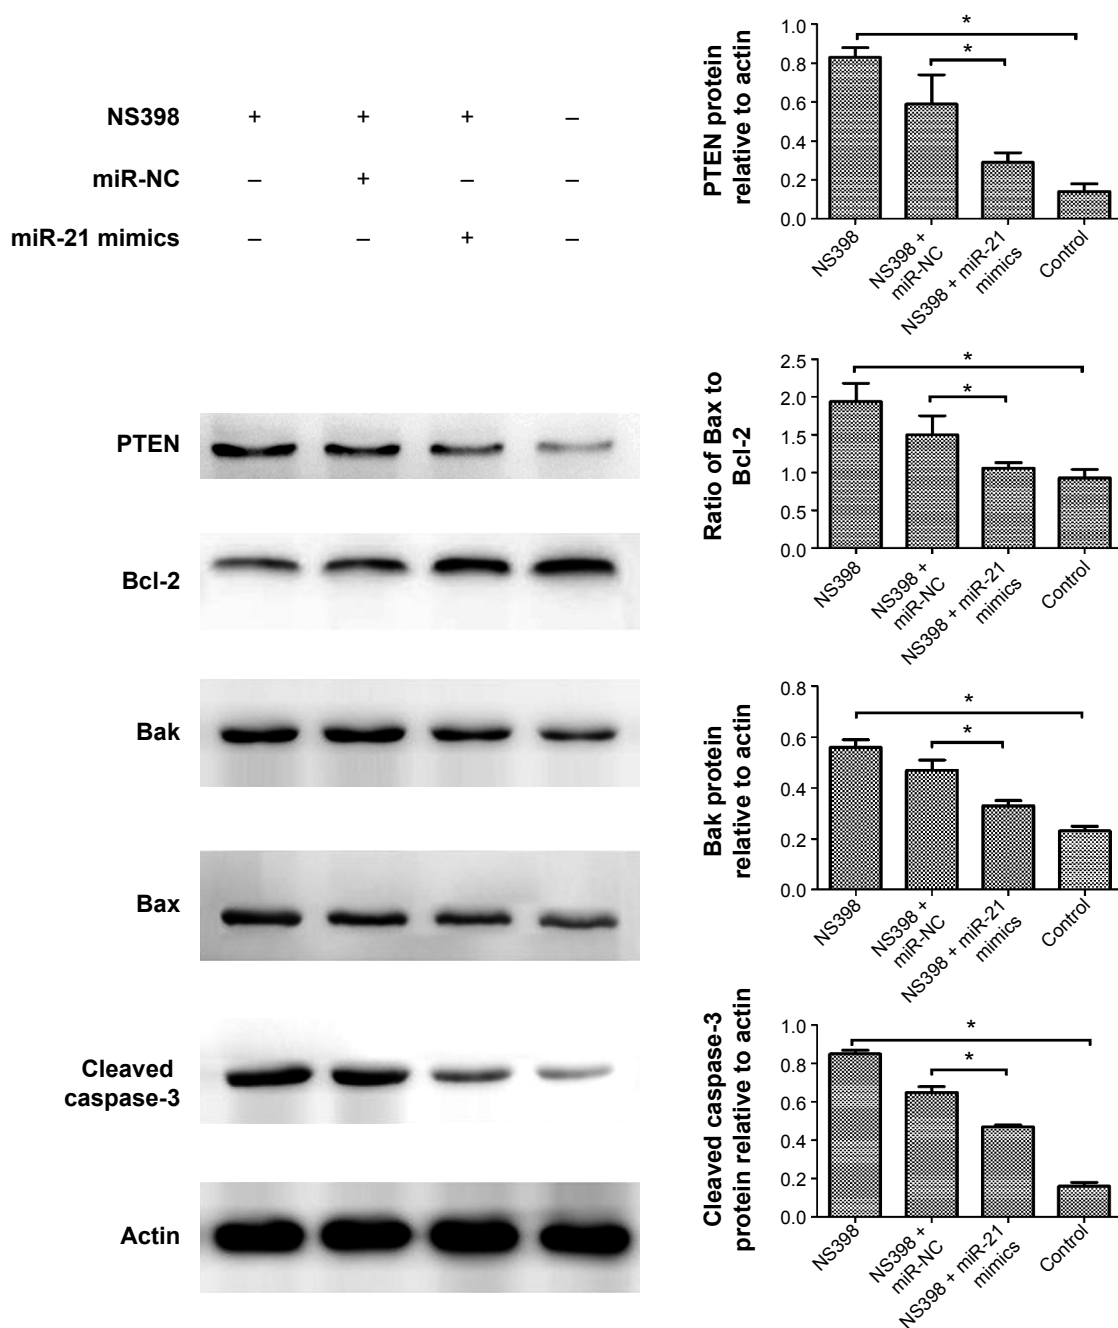 NS398 + + + –
miR-NC – + – –
miR-21 mimics – – + –
PTEN
Bcl-2
Bak
Bax
Cleaved
caspase-3
Actin
PTEN protein
relative to actin
1.0
0.8
0.6
0.4
0.2
0.0
*
*
NS398
NS398 +
miR-NC
NS398 + miR-21
mimics
Control
Ratio of Bax to
Bcl-2
2.5
2.0
1.5
1.0
0.5
0.0
*
*
NS398
NS398 +
miR-NC
NS398 + miR-21
mimics
Control
Bak protein
relative to actin
0.8
0.6
0.4
0.2
0.0
*
*
NS398
NS398 +
miR-NC
NS398 + miR-21
mimics
Control
Cleaved caspase-3
protein relative to actin
1.0
0.8
0.6
0.4
0.2
0.0
*
*
NS398
NS398 +
miR-NC
NS398 + miR-21
mimics
Control